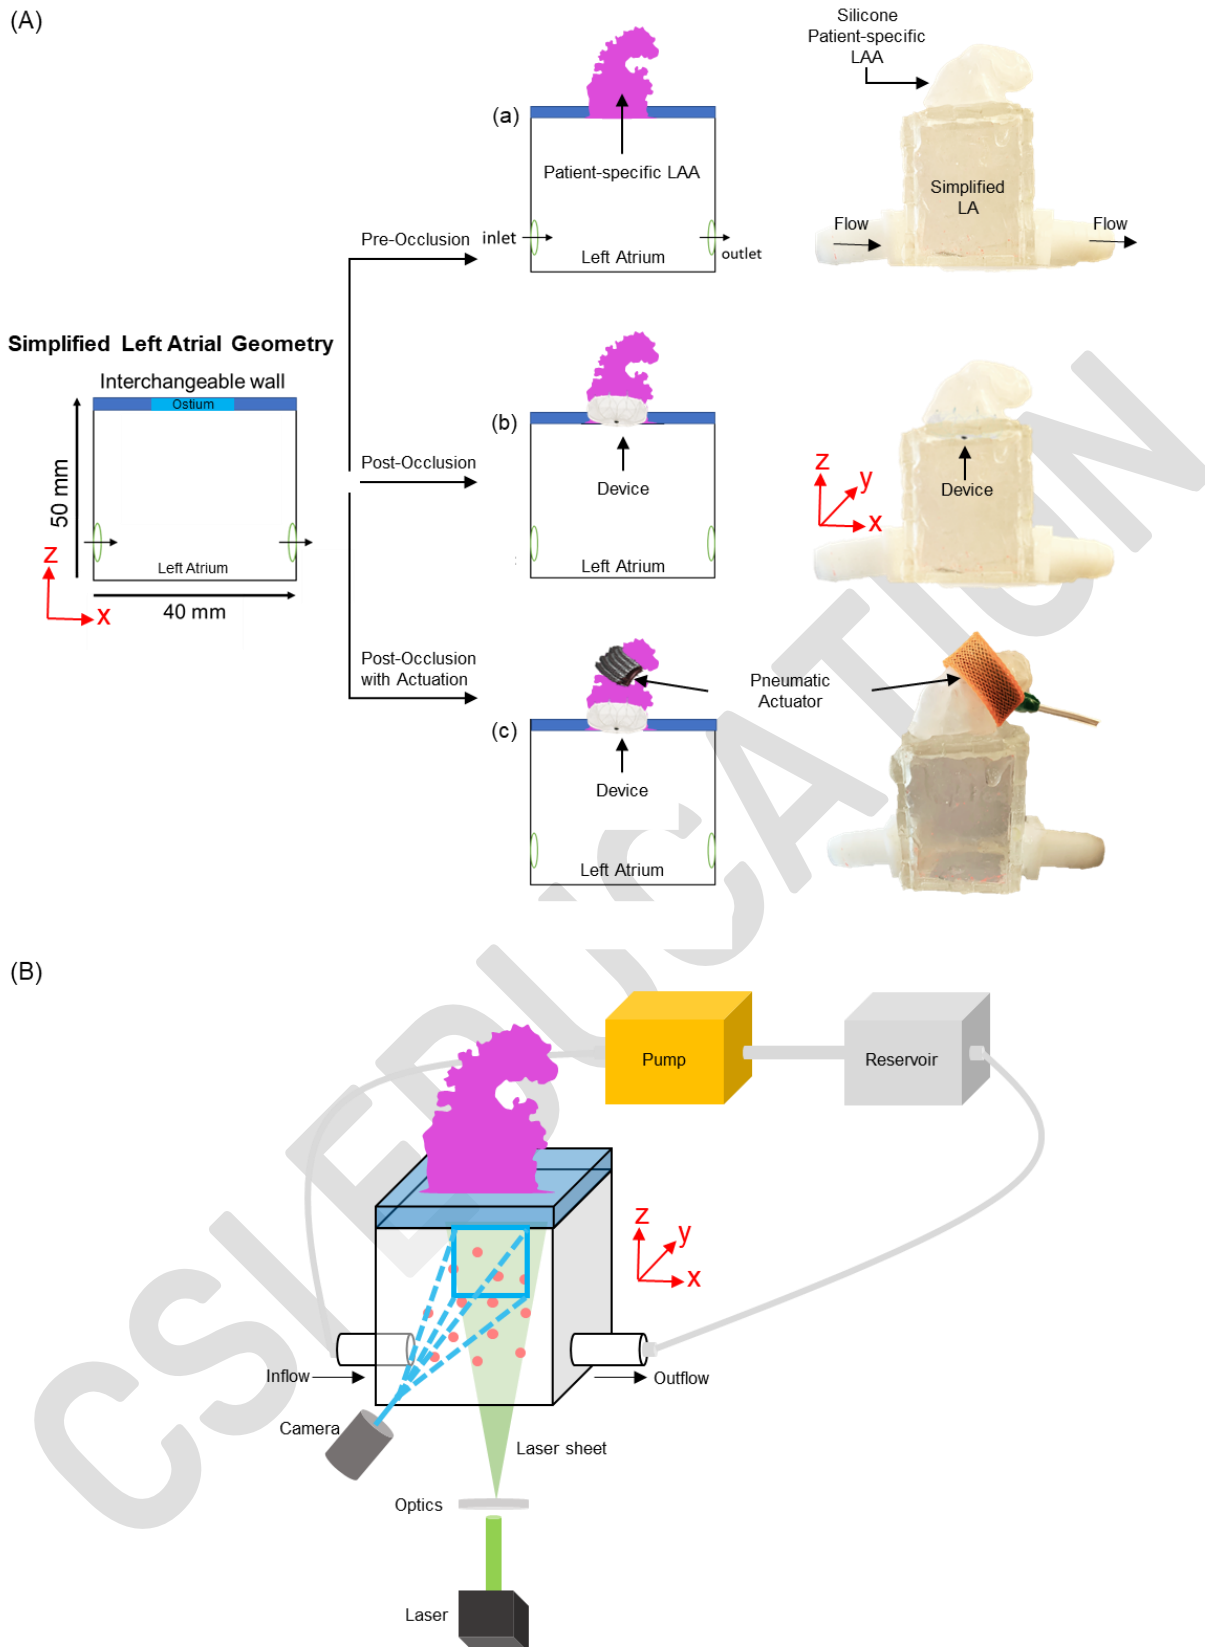 (A)
Silicone
Patient-specific
LAA
(a)
Patient-specific LAA
Simplified
LA
Flow
Flow
Pre-Occlusion
inlet
outlet
Left Atrium
Simplified Left Atrial Geometry
Interchangeable wall
Ostium
50 mm
Left Atrium
z
x
40 mm
(b)
Post-Occlusion
Device
Left Atrium
z
y
x
Device
Post-Occlusion
with Actuation
Pneumatic
Actuator
(c)
Device
Left Atrium
(B)
Pump
Reservoir
z
y
x
Inflow
Outflow
Camera
Laser sheet
Optics
Laser
CSI EDUCATION